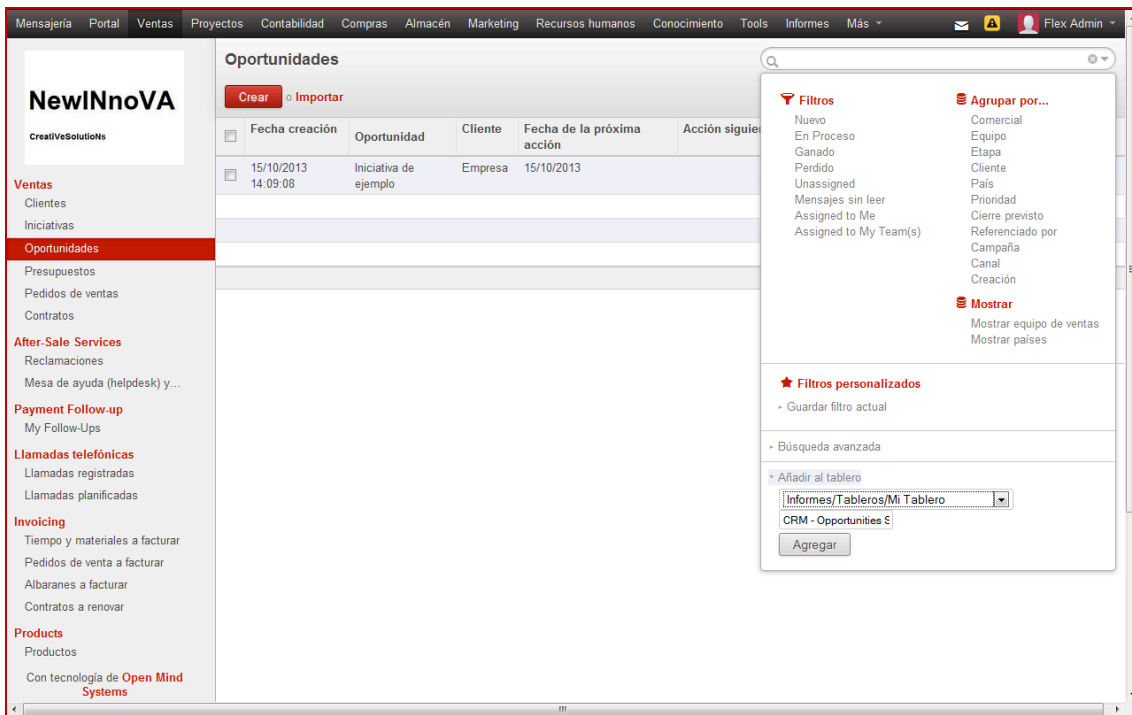 Mensajería Portal Ventas Proyectos Contabilidad Compras Almacén Marketing Recursos humanos Conocimiento Tools Informes Más Flex Admin
NewINnoVA
CreatiVeSolutioNs
Ventas
Clientes
Iniciativas
Oportunidades
Presupuestos
Pedidos de ventas
Contratos
After-Sale Services
Reclamaciones
Mesa de ayuda (helpdesk) y...
Payment Follow-up
My Follow-Ups
Llamadas telefónicas
Llamadas registradas
Llamadas planificadas
Invoicing
Tiempo y materiales a facturar
Pedidos de venta a facturar
Albaranes a facturar
Contratos a renovar
Products
Productos
Con tecnología de Open Mind
Systems
Oportunidades
Crear o Importar
Fecha creación Oportunidad Cliente Fecha de la próxima acción Acción siguien
15/10/2013 14:09:08 Iniciativa de ejemplo Empresa 15/10/2013
Filtros
Nuevo
En Proceso
Ganado
Perdido
Unassigned
Mensajes sin leer
Assigned to Me
Assigned to My Team(s)
Agrupar por...
Comercial
Equipo
Etapa
Cliente
País
Prioridad
Cierre previsto
Referenciado por
Campaña
Canal
Creación
Mostrar
Mostrar equipo de ventas
Mostrar países
Filtros personalizados
Guardar filtro actual
Búsqueda avanzada
Añadir al tablero
Informes/Tableros/Mi Tablero
CRM - Opportunities S
Agregar